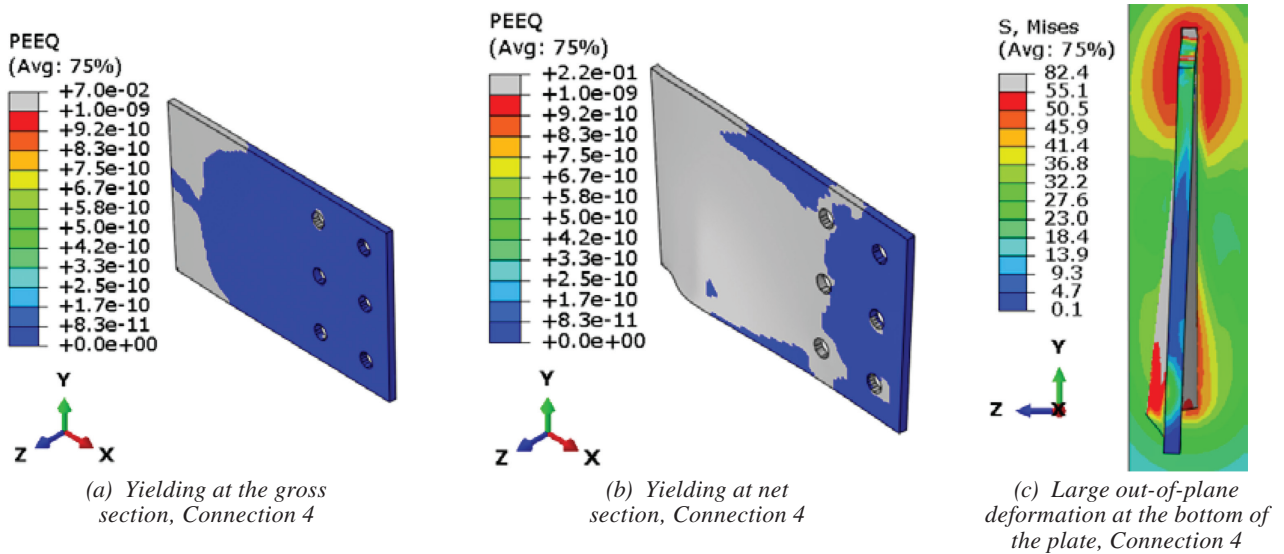 PEEQ
(Avg: 75%)
+7.0e-02
+1.0e-09
+9.2e-10
+8.3e-10
+7.5e-10
+6.7e-10
+5.8e-10
+5.0e-10
+4.2e-10
+3.3e-10
+2.5e-10
+1.7e-10
+8.3e-11
+0.0e+00
Y
Z
X
(a) Yielding at the gross
section, Connection 4
PEEQ
(Avg: 75%)
+2.2e-01
+1.0e-09
+9.2e-10
+8.3e-10
+7.5e-10
+6.7e-10
+5.8e-10
+5.0e-10
+4.2e-10
+3.3e-10
+2.5e-10
+1.7e-10
+8.3e-11
+0.0e+00
Y
Z
X
(b) Yielding at net
section, Connection 4
S, Mises
(Avg: 75%)
82.4
55.1
50.5
45.9
41.4
36.8
32.2
27.6
23.0
18.4
13.9
9.3
4.7
0.1
Y
Z
X
(c) Large out-of-plane
deformation at the bottom of
the plate, Connection 4